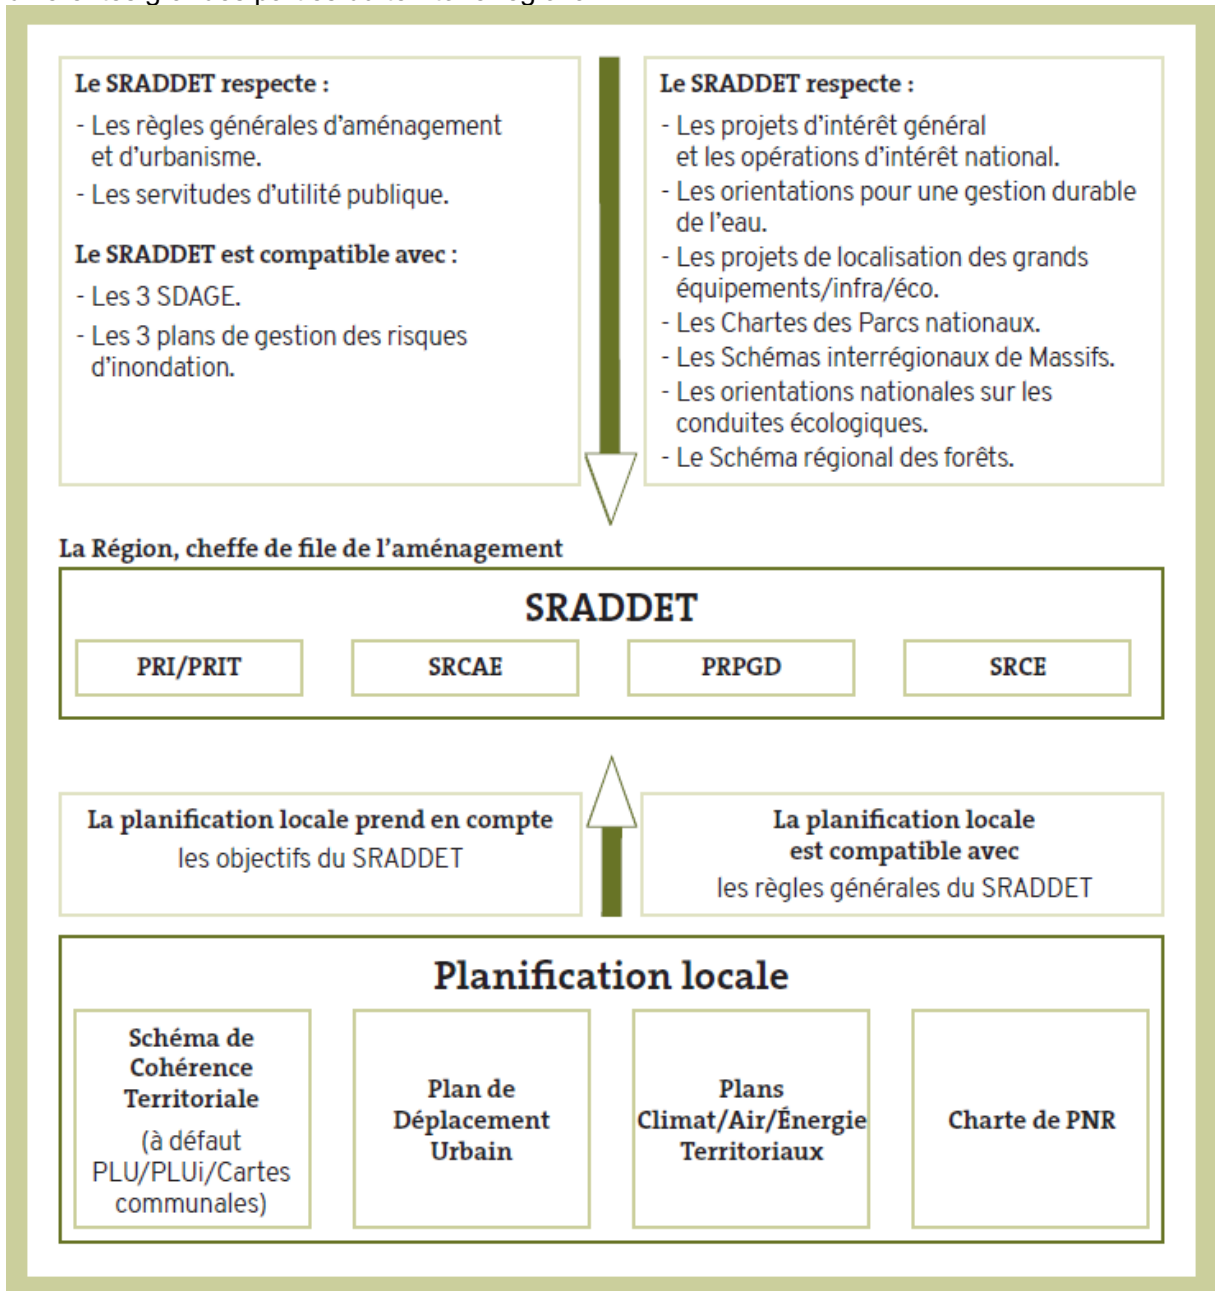 Le SRADDET respecte :
- Les règles générales d'aménagement
et d'urbanisme.
- Les servitudes d'utilité publique.
Le SRADDET est compatible avec :
- Les 3 SDAGE.
- Les 3 plans de gestion des risques
d'inondation.
Le SRADDET respecte :
- Les projets d'intérêt général
et les opérations d'intérêt national.
- Les orientations pour une gestion durable
de l'eau.
- Les projets de localisation des grands
équipements/infra/éco.
- Les Chartes des Parcs nationaux.
- Les Schémas interrégionaux de Massifs.
- Les orientations nationales sur les
conduites écologiques.
- Le Schéma régional des forêts.
La Région, cheffe de file de l'aménagement
SRADDET
PRI/PRIT
SRCAE
PRPGD
SRCE
La planification locale prend en compte
les objectifs du SRADDET
La planification locale
est compatible avec
les règles générales du SRADDET
Planification locale
Schéma de
Cohérence
Territoriale
(à défaut
PLU/PLUi/Cartes
communales)
Plan de
Déplacement
Urbain
Plans
Climat/Air/Énergie
Territoriaux
Charte de PNR